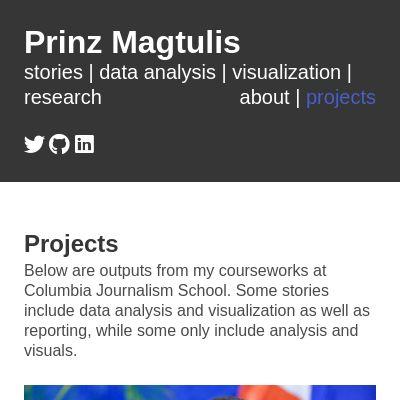 Prinz Magtulis
stories | data analysis | visualization |
research about | projects
Projects
Below are outputs from my courseworks at
Columbia Journalism School. Some stories
include data analysis and visualization as well as
reporting, while some only include analysis and
visuals.